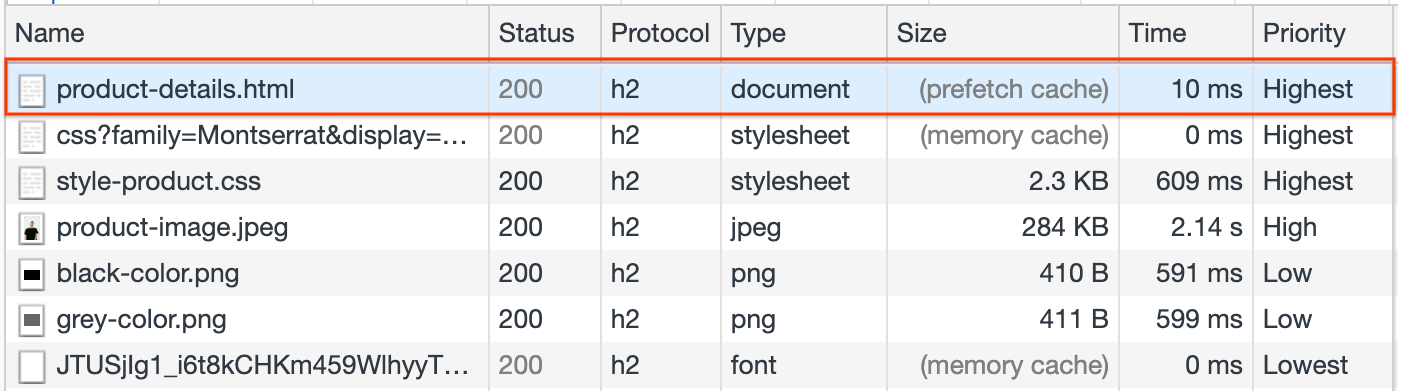 Name Status Protocol Type Size Time Priority
product-details.html 200 h2 document (prefetch cache) 10 ms Highest
css?family=Montserrat&display=… 200 h2 stylesheet (memory cache) 0 ms Highest
style-product.css 200 h2 stylesheet 2.3 KB 609 ms Highest
product-image.jpeg 200 h2 jpeg 284 KB 2.14 s High
black-color.png 200 h2 png 410 B 591 ms Low
grey-color.png 200 h2 png 411 B 599 ms Low
JTUSjIg1_i6t8kCHKm459WlhyyT… 200 h2 font (memory cache) 0 ms Lowest